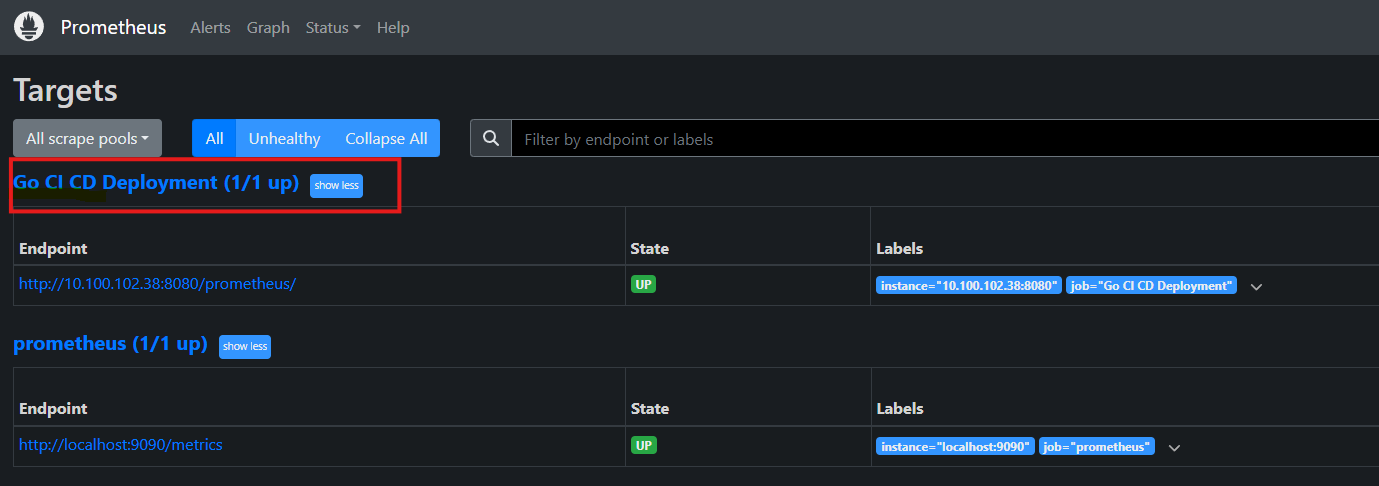 Prometheus Alerts Graph Status Help
Targets
All scrape pools All Unhealthy Collapse All Filter by endpoint or labels
Go CI CD Deployment (1/1 up) show less
Endpoint State Labels
http://10.100.102.38:8080/prometheus/ UP instance="10.100.102.38:8080" job="Go CI CD Deployment"
prometheus (1/1 up) show less
Endpoint State Labels
http://localhost:9090/metrics UP instance="localhost:9090" job="prometheus"